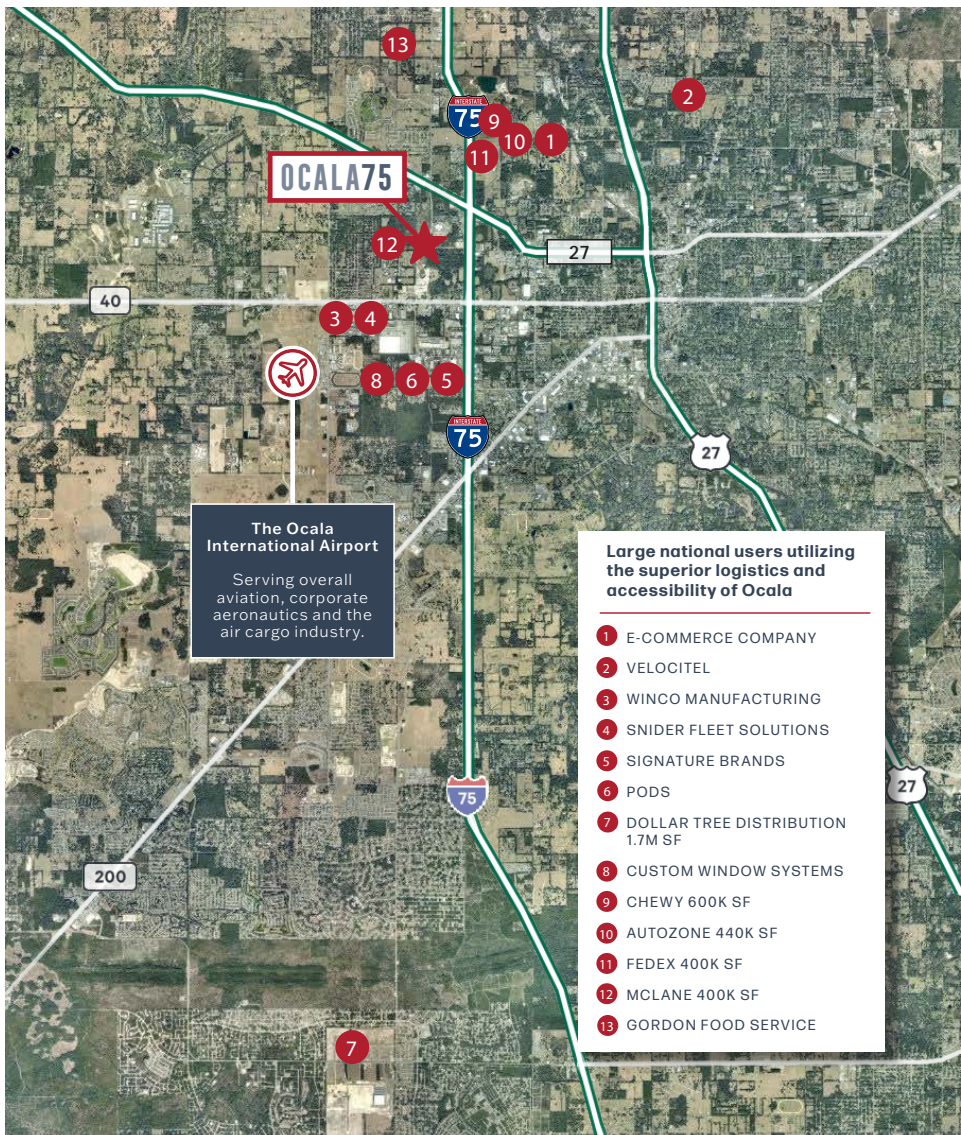 13
2
INTERSTATE
75
9
10
1
11
OCALA75
12
27
40
3
4
8
6
5
INTERSTATE
75
27
The Ocala
International Airport
Serving overall
aviation, corporate
aeronautics and the
air cargo industry.
Large national users utilizing
the superior logistics and
accessibility of Ocala
1 E-COMMERCE COMPANY
2 VELOCITEL
3 WINCO MANUFACTURING
4 SNIDER FLEET SOLUTIONS
5 SIGNATURE BRANDS
6 PODS
7 DOLLAR TREE DISTRIBUTION
1.7M SF
8 CUSTOM WINDOW SYSTEMS
9 CHEWY 600K SF
10 AUTOZONE 440K SF
11 FEDEX 400K SF
12 MCLANE 400K SF
13 GORDON FOOD SERVICE
27
75
200
7